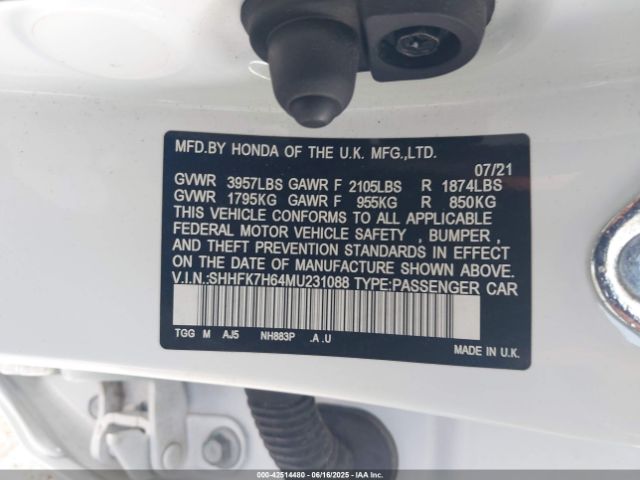 MFD.BY HONDA OF THE U.K. MFG.,LTD.
07/21
GVWR 3957LBS GAWR F 2105LBS R 1874LBS
GVWR 1795KG GAWR F 955KG R 850KG
THIS VEHICLE CONFORMS TO ALL APPLICABLE
FEDERAL MOTOR VEHICLE SAFETY , BUMPER ,
AND THEFT PREVENTION STANDARDS IN EFFECT
ON THE DATE OF MANUFACTURE SHOWN ABOVE.
V.I.N.:SHHFK7H64MU231088 TYPE:PASSENGER CAR
TGG M AJ5 NH883P .A .U
MADE IN U.K.
000-42514480 - 06/16/2025 - IAA Inc.